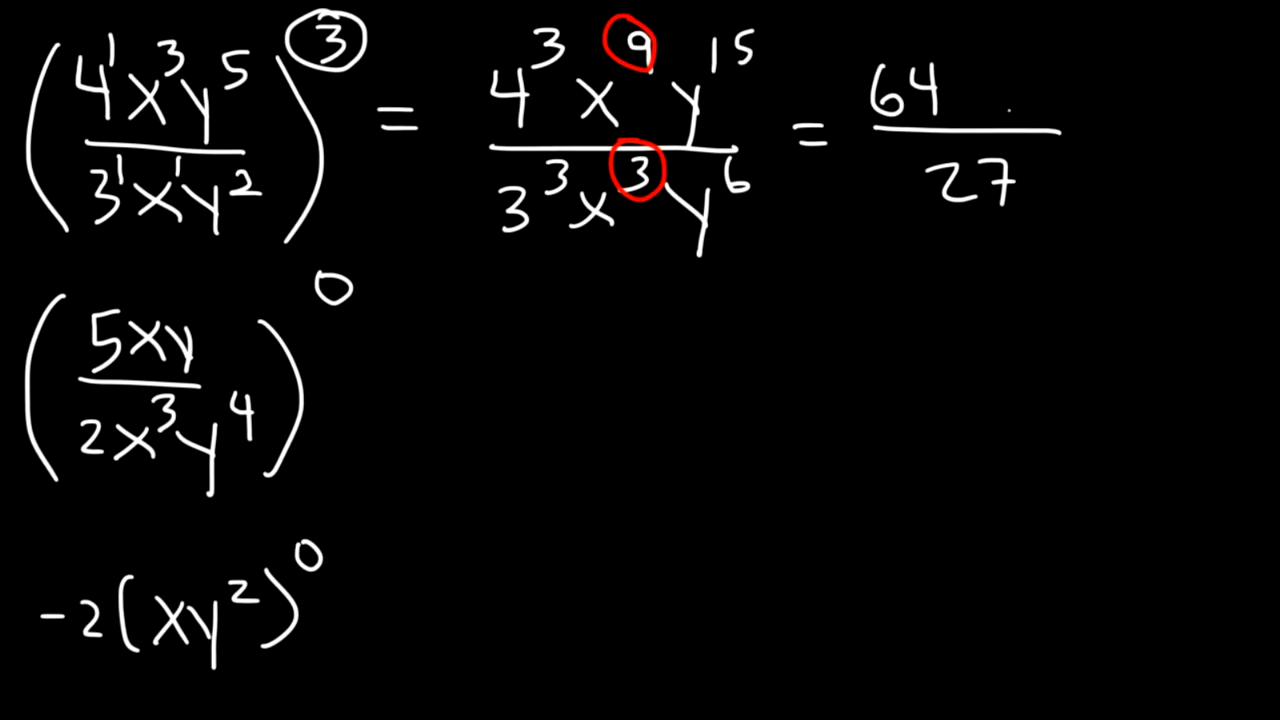 (4¹x³y⁵ / 3¹x¹y²)³ = 4³x⁹y¹⁵ / 3³x³y⁶ = 64 / 27
(5xy / 2x³y⁴)⁰
-2(xy²)⁰